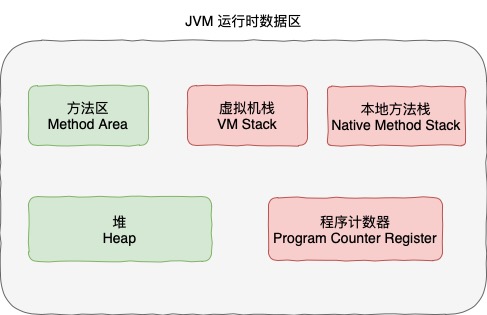 JVM 运行时数据区
方法区
Method Area
虚拟机栈
VM Stack
本地方法栈
Native Method Stack
堆
Heap
程序计数器
Program Counter Register